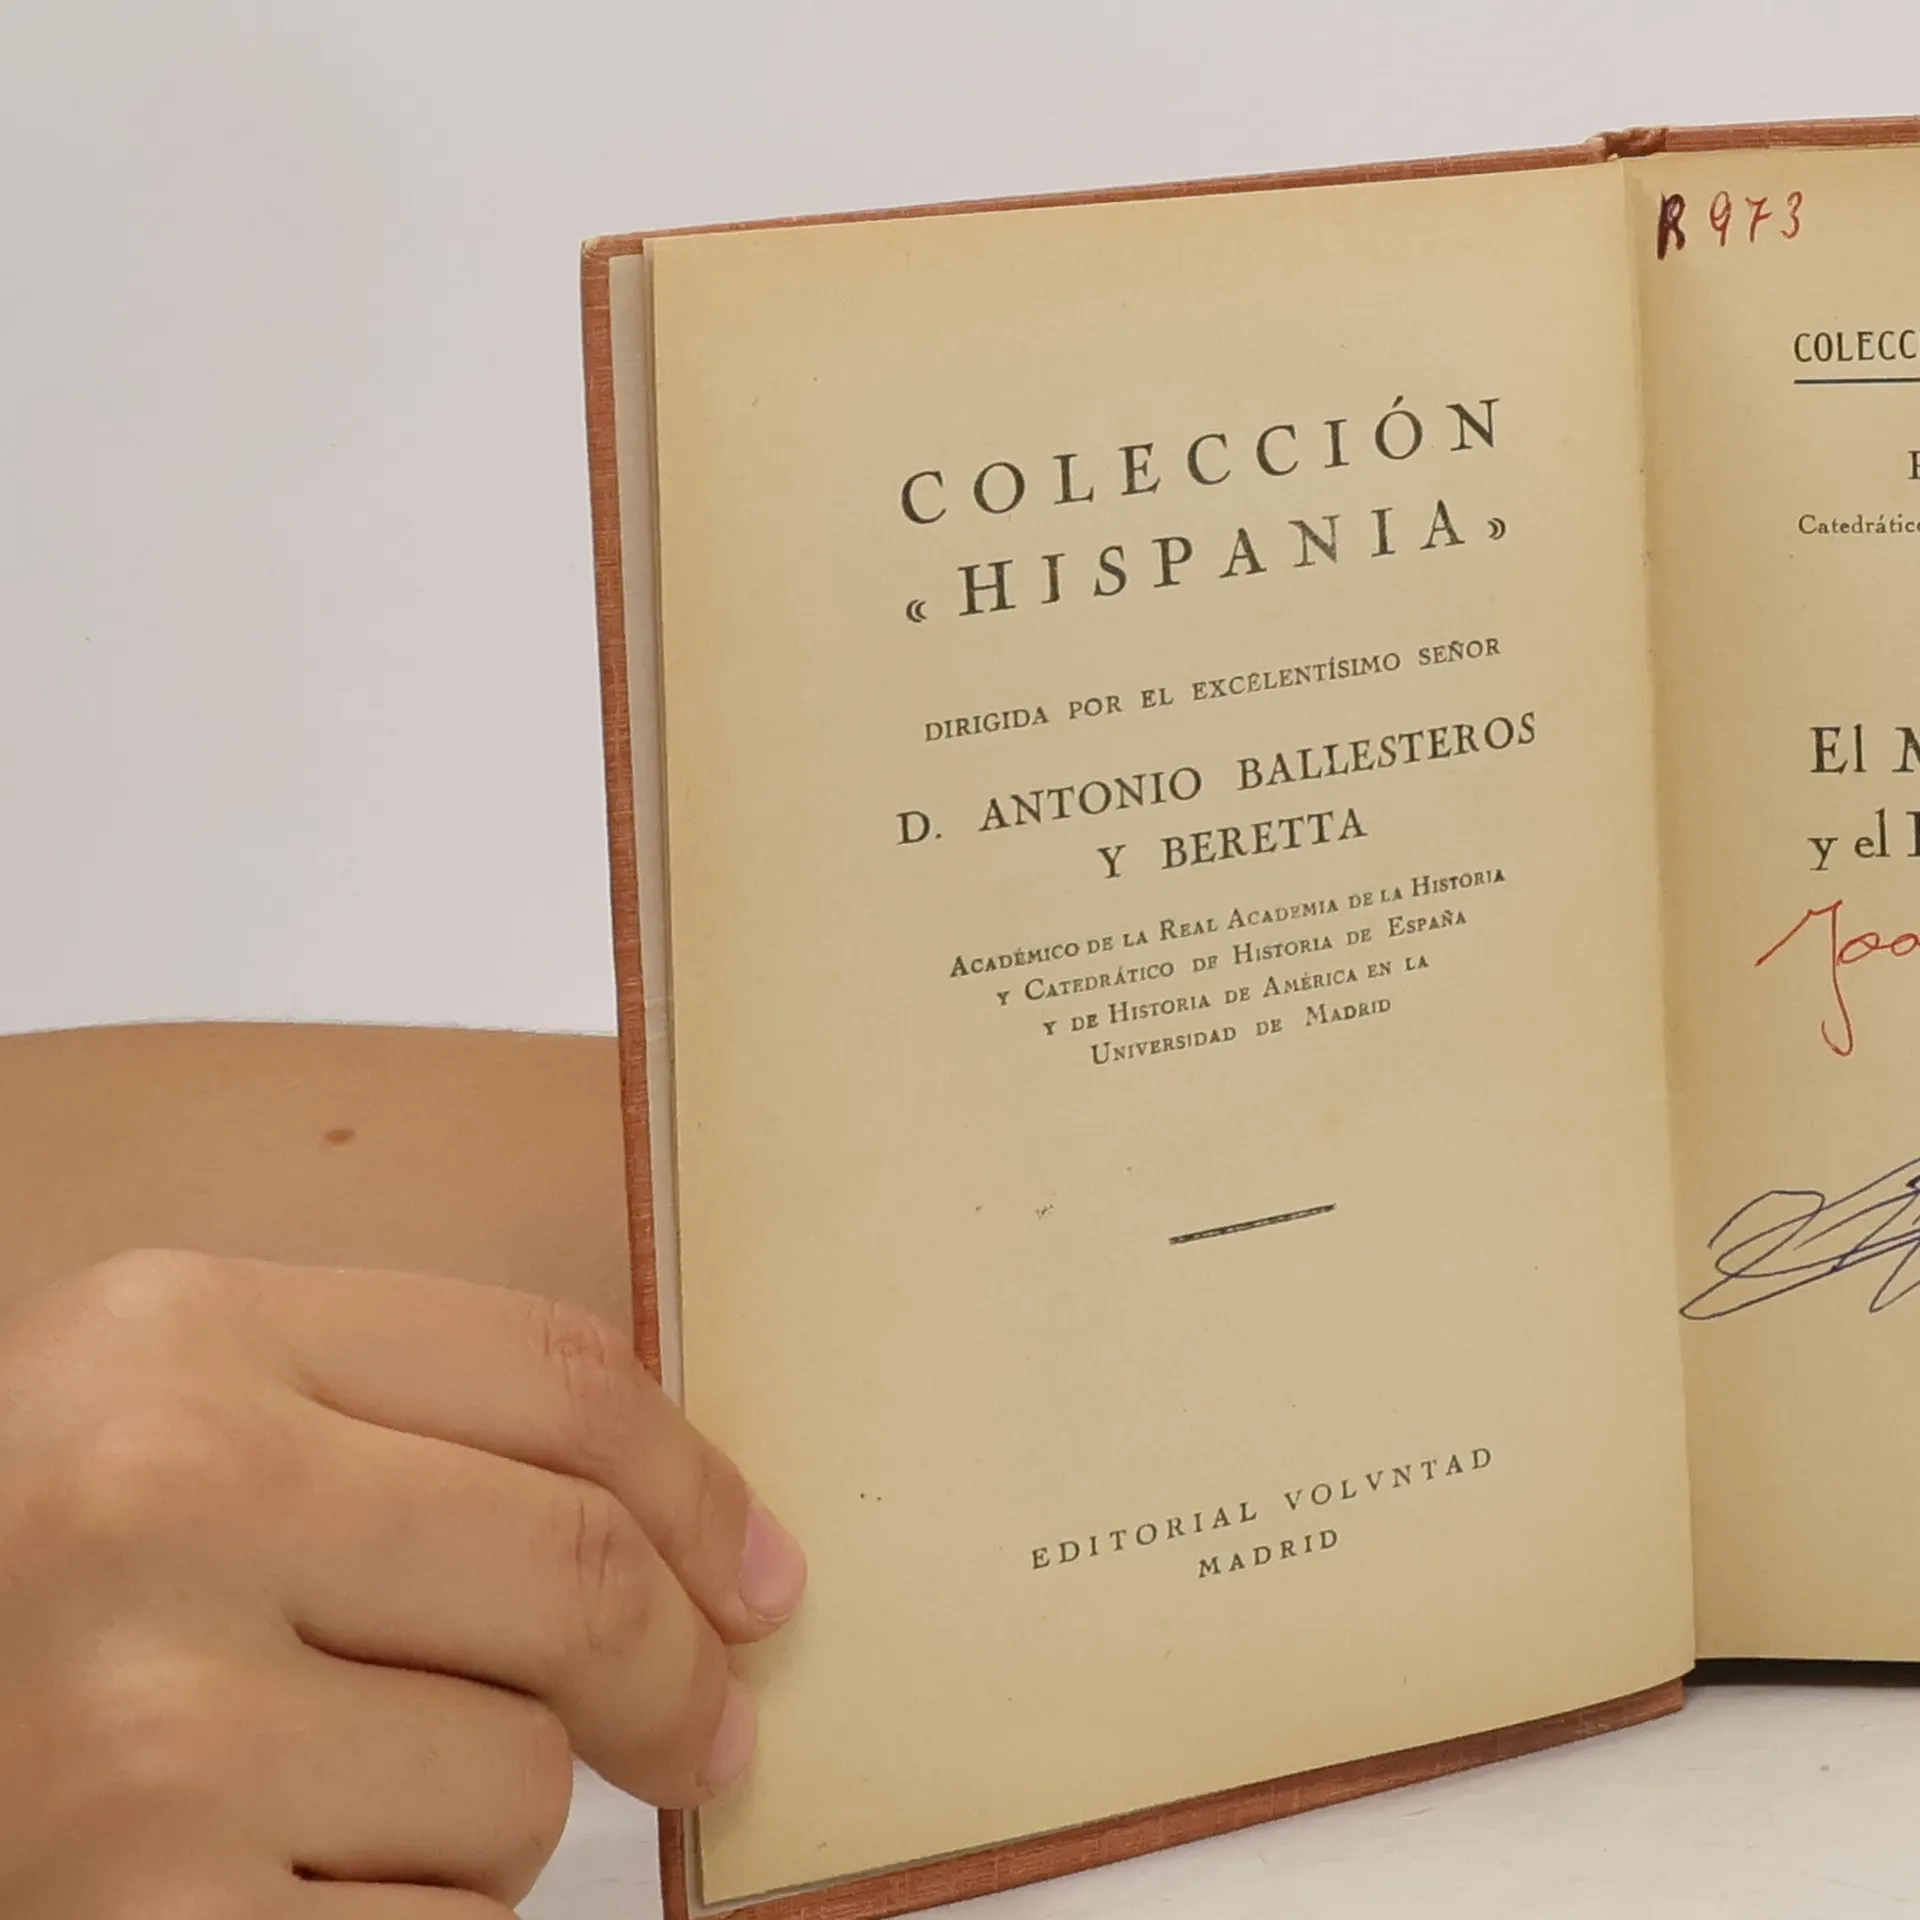 COLECCIÓN
«HISPANIA»
DIRIGIDA POR EL EXCELENTÍSIMO SEÑOR
D. ANTONIO BALLESTEROS
Y BERETTA
ACADÉMICO DE LA REAL ACADEMIA DE LA HISTORIA
Y CATEDRÁTICO DE HISTORIA DE ESPAÑA
Y DE HISTORIA DE AMÉRICA EN LA
UNIVERSIDAD DE MADRID
EDITORIAL VOLVNTAD
MADRID
R 973
COLECC
Catedrátic
El
y el